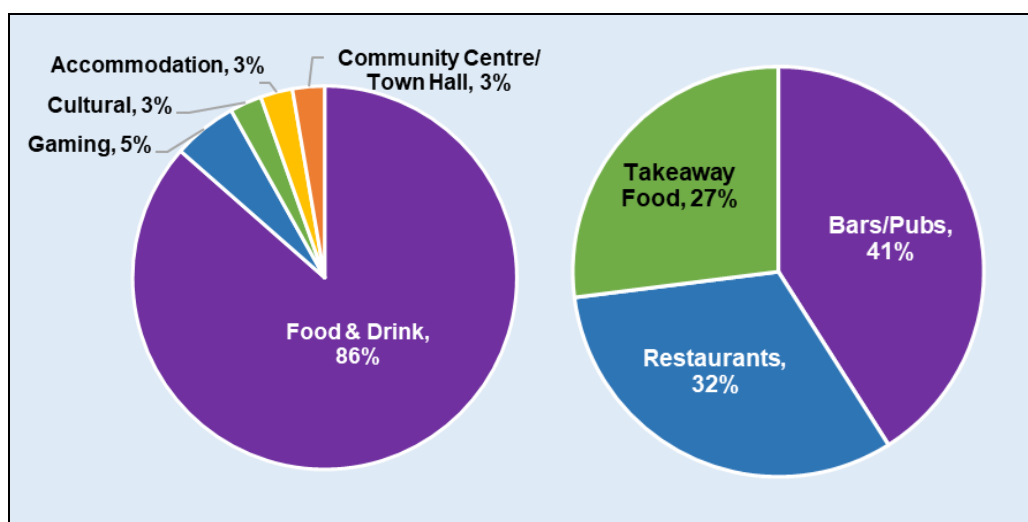 Accommodation, 3%
Cultural, 3%
Gaming, 5%
Community Centre/
Town Hall, 3%
Food & Drink,
86%
Takeaway
Food, 27%
Bars/Pubs,
41%
Restaurants,
32%